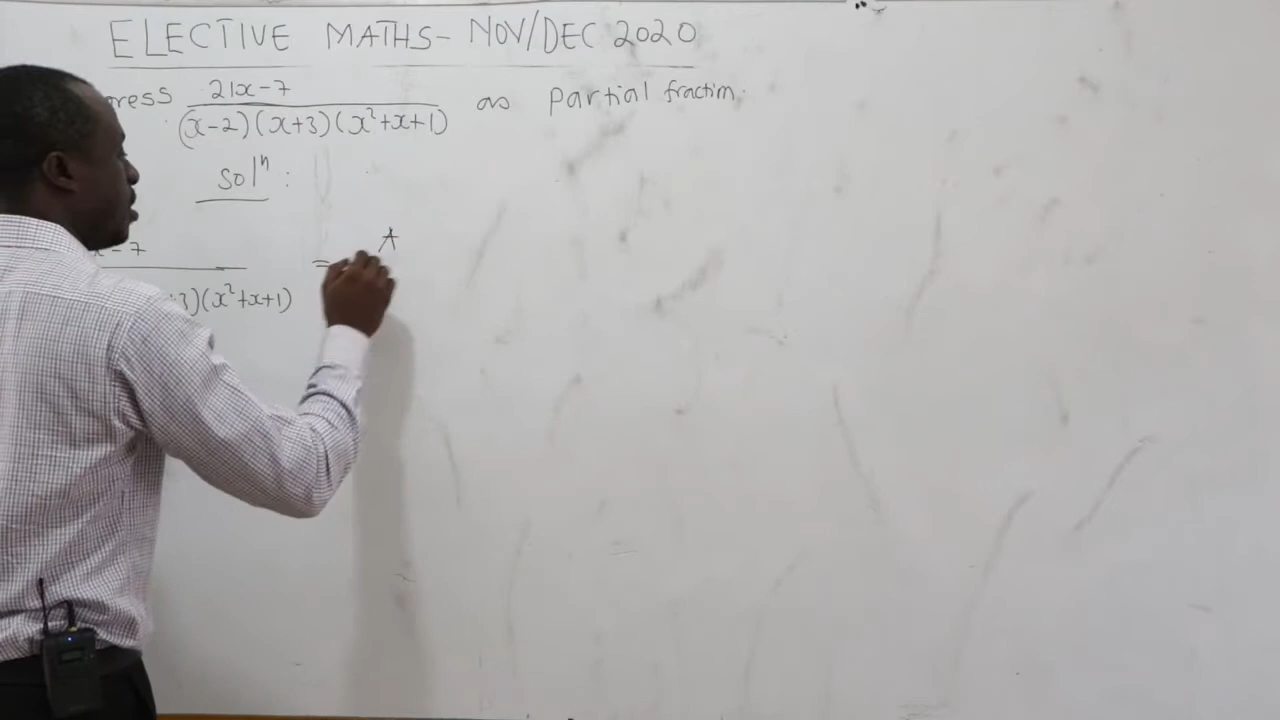 ELECTIVE MATHS - NOV/DEC 2020
ress 21x-7 / (x-2)(x+3)(x²+x+1) as partial fraction.
solⁿ:
x-7 / +3)(x²+x+1) = A